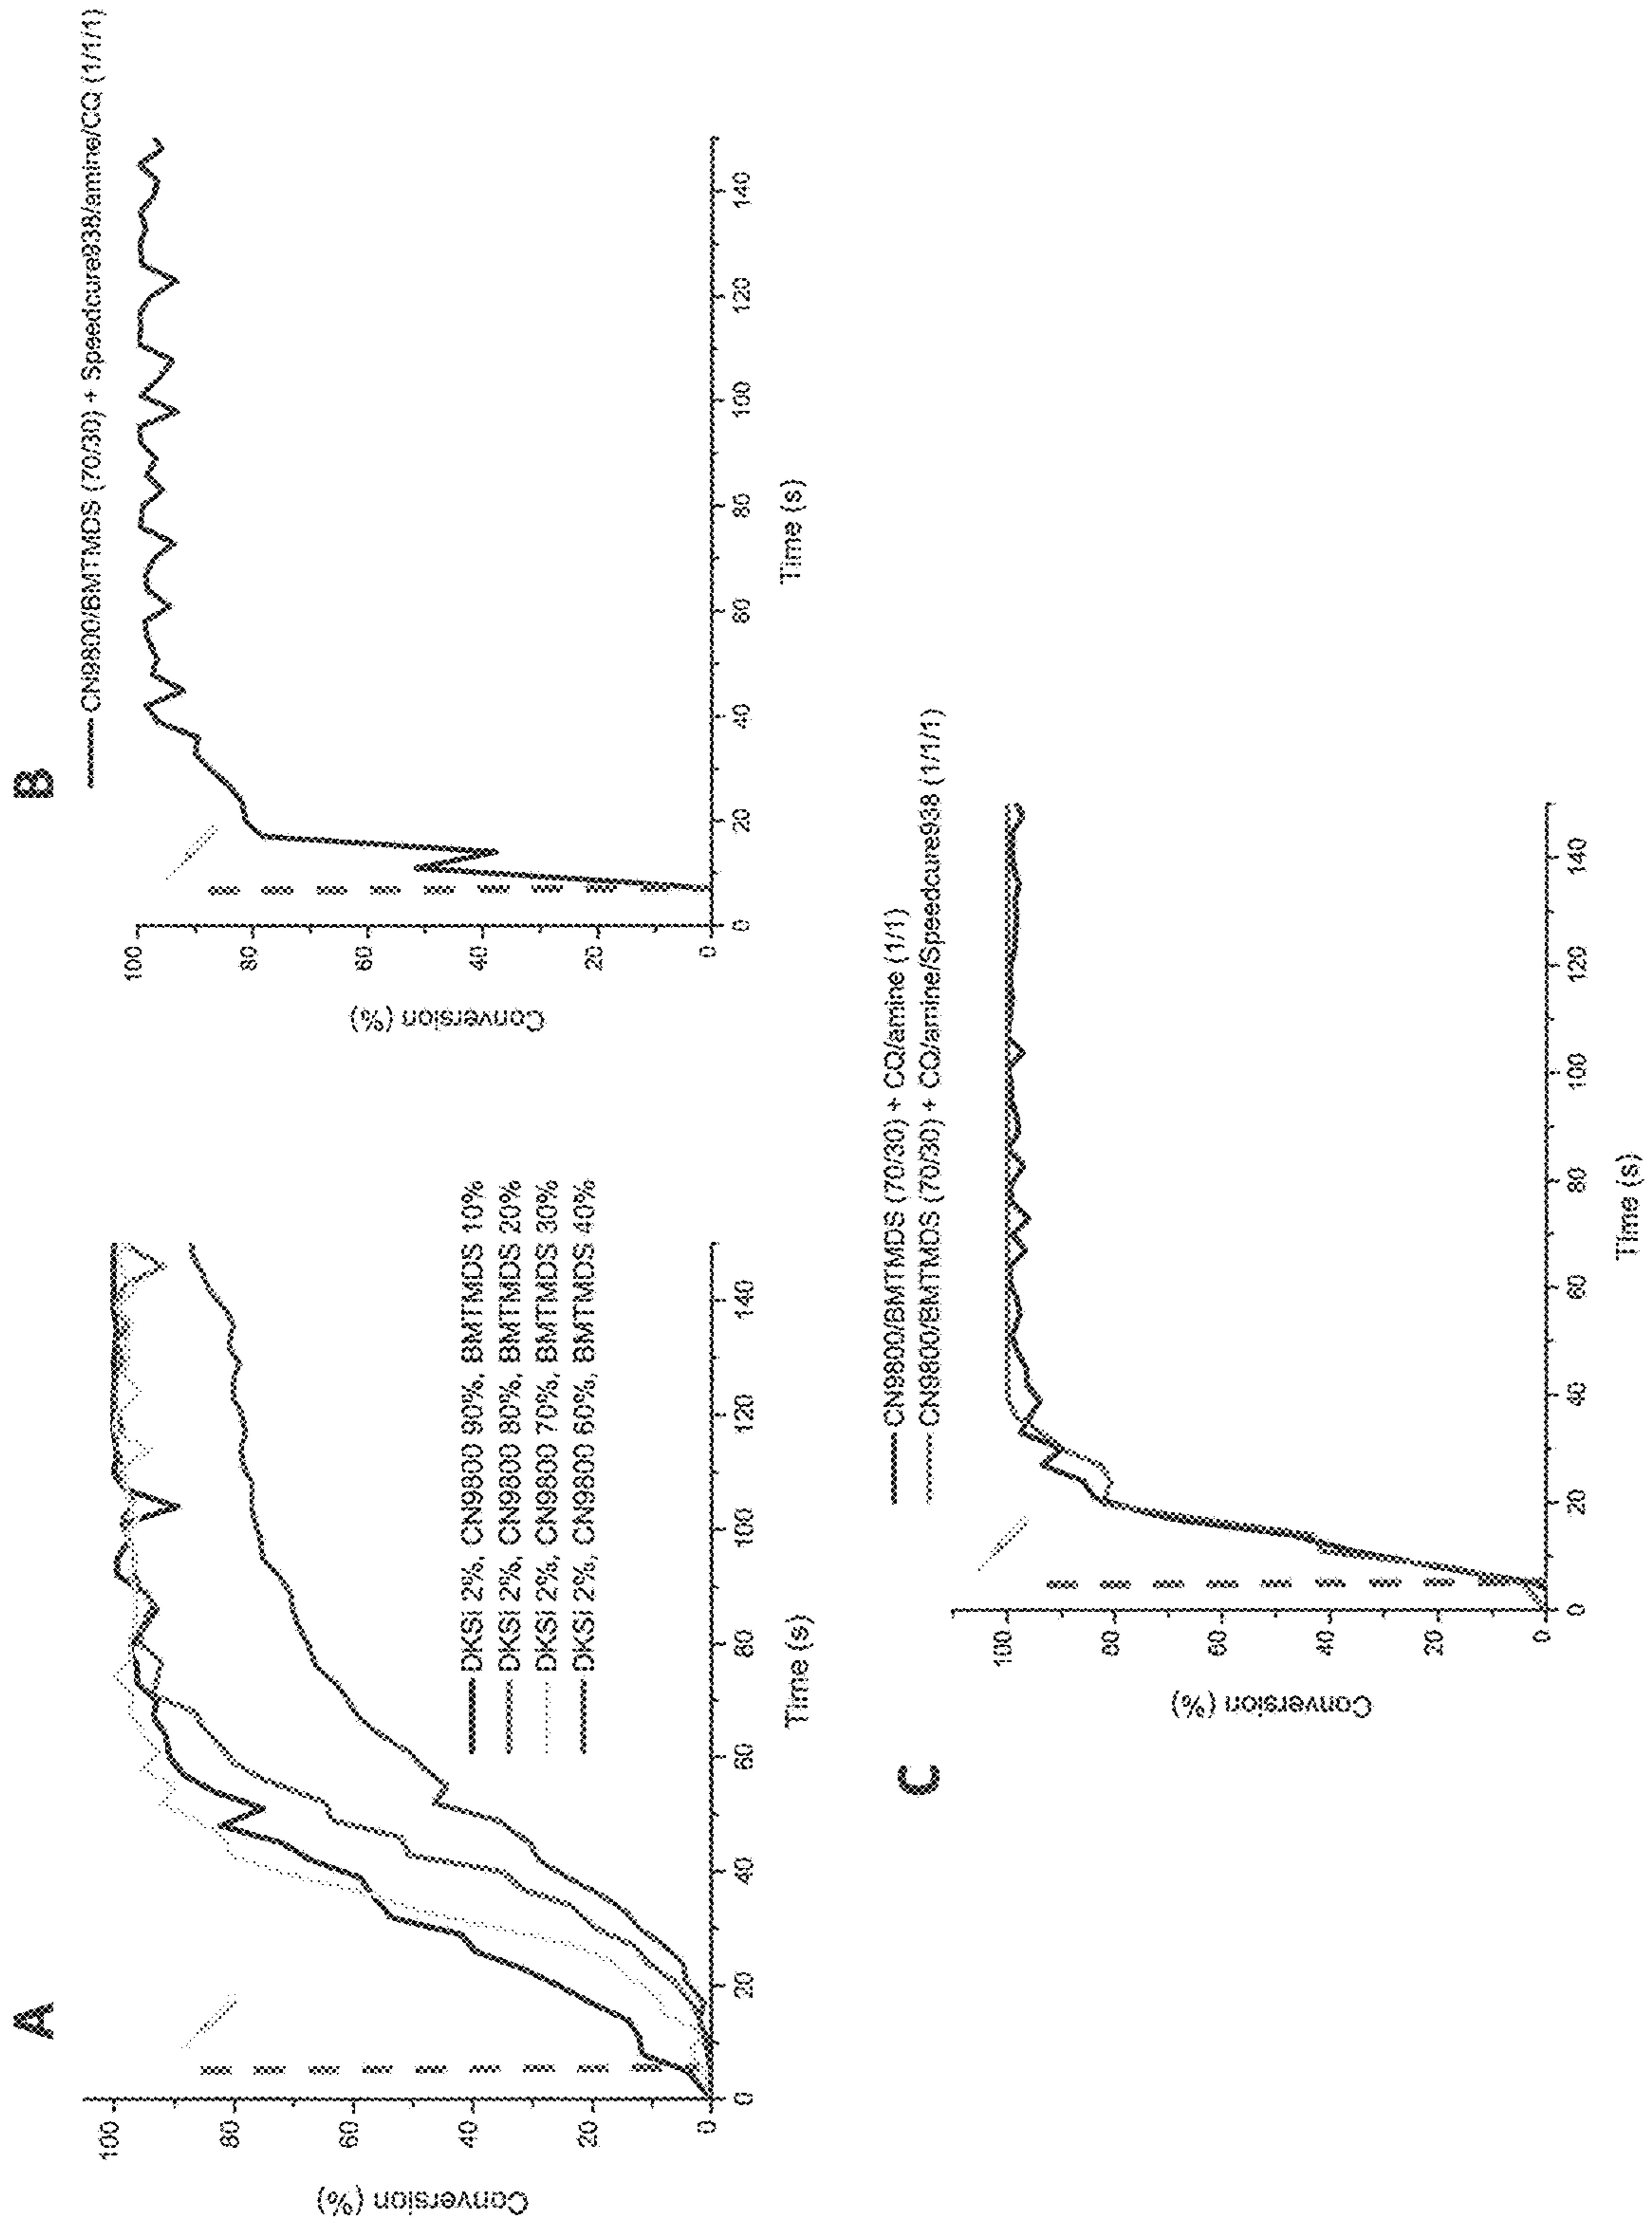 A
Conversion (%)
100
80
60
40
20
0
DKSi 2%, CN9800 90%, BMTMDS 10%
DKSi 2%, CN9800 80%, BMTMDS 20%
DKSi 2%, CN9800 70%, BMTMDS 30%
DKSi 2%, CN9800 60%, BMTMDS 40%
0 20 40 60 80 100 120 140
Time (s)
B
CN9800/BMTMDS (70/30) + Speedcure938/amine/CQ (1/1/1)
Conversion (%)
100
80
60
40
20
0
0 20 40 60 80 100 120 140
Time (s)
C
CN9800/BMTMDS (70/30) + CQ/amine (1/1)
CN9800/BMTMDS (70/30) + CQ/amine/Speedcure938 (1/1/1)
Conversion (%)
100
80
60
40
20
0
0 20 40 60 80 100 120 140
Time (s)